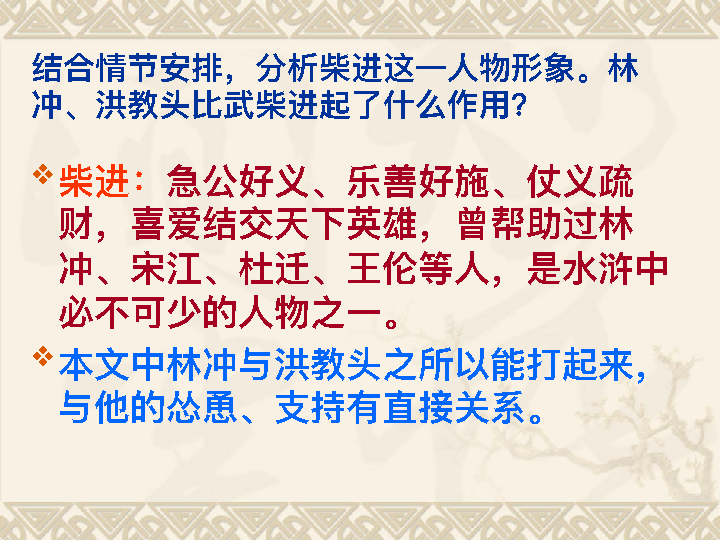 结合情节安排，分析柴进这一人物形象。林
冲、洪教头比武柴进起了什么作用?
柴进：急公好义、乐善好施、仗义疏
财，喜爱结交天下英雄，曾帮助过林
冲、宋江、杜迁、王伦等人，是水浒中
必不可少的人物之一。
本文中林冲与洪教头之所以能打起来，
与他的怂恿、支持有直接关系。